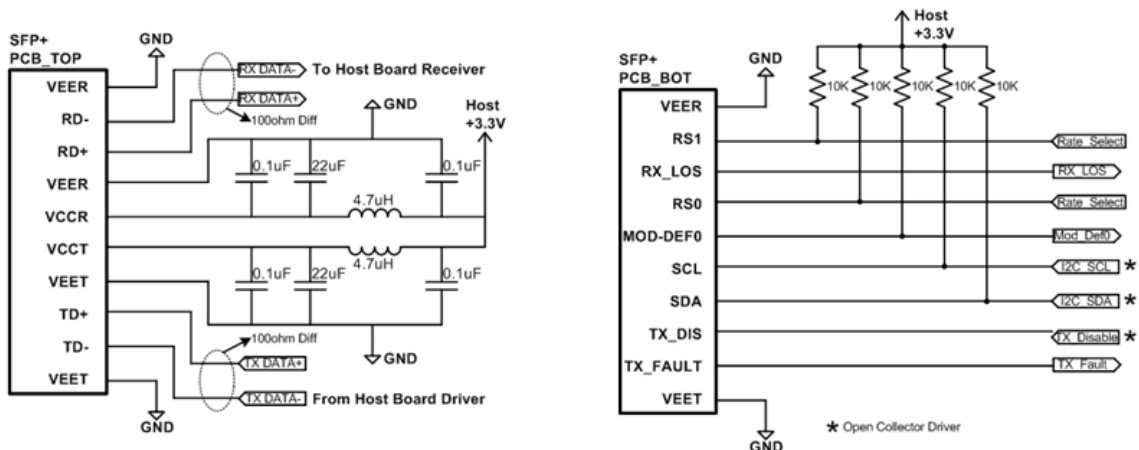 SFP+
PCB_TOP
GND
VEER
RX DATA-
To Host Board Receiver
RD-
RX DATA+
GND
Host
+3.3V
100ohm Diff
RD+
VEER
0.1uF
22uF
0.1uF
4.7uH
VCCR
VCCT
4.7uH
VEET
0.1uF
22uF
0.1uF
TD+
100ohm Diff
GND
TD-
TX DATA+
VEET
TX DATA-
From Host Board Driver
GND
Host
+3.3V
SFP+
PCB_BOT
GND
10K
10K
10K
10K
10K
VEER
RS1
Rate_Select
RX_LOS
RX_LOS
RS0
Rate_Select
MOD-DEF0
Mod_Def0
SCL
I2C_SCL *
SDA
I2C_SDA *
TX_DIS
TX_Disable *
TX_FAULT
TX_Fault
VEET
* Open Collector Driver
GND